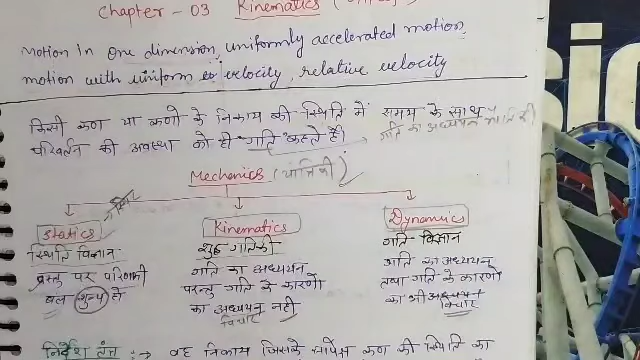 Chapter - 03 Kinematics
motion in one dimension, uniformly accelerated motion,
motion with uniform velocity, relative velocity
किसी कण या कणों के निकाय की स्थिति में समय के साथ
परिवर्तन की अवस्था को ही "गति" कहते हैं। गति का अध्ययन
Mechanics (यांत्रिकी)
Statics Kinematics Dynamics
स्थिति विज्ञान शुद्ध गतिकी गति विज्ञान
वस्तु पर परिणामी गति का अध्ययन गति का अध्ययन
बल शून्य हो परन्तु गति के कारणों तथा गति के कारणों
का अध्ययन नहीं का भी अध्ययन
विचार विचार
निर्देश तंत्र :→ वह निकाय जिसके सापेक्ष कण की स्थिति का